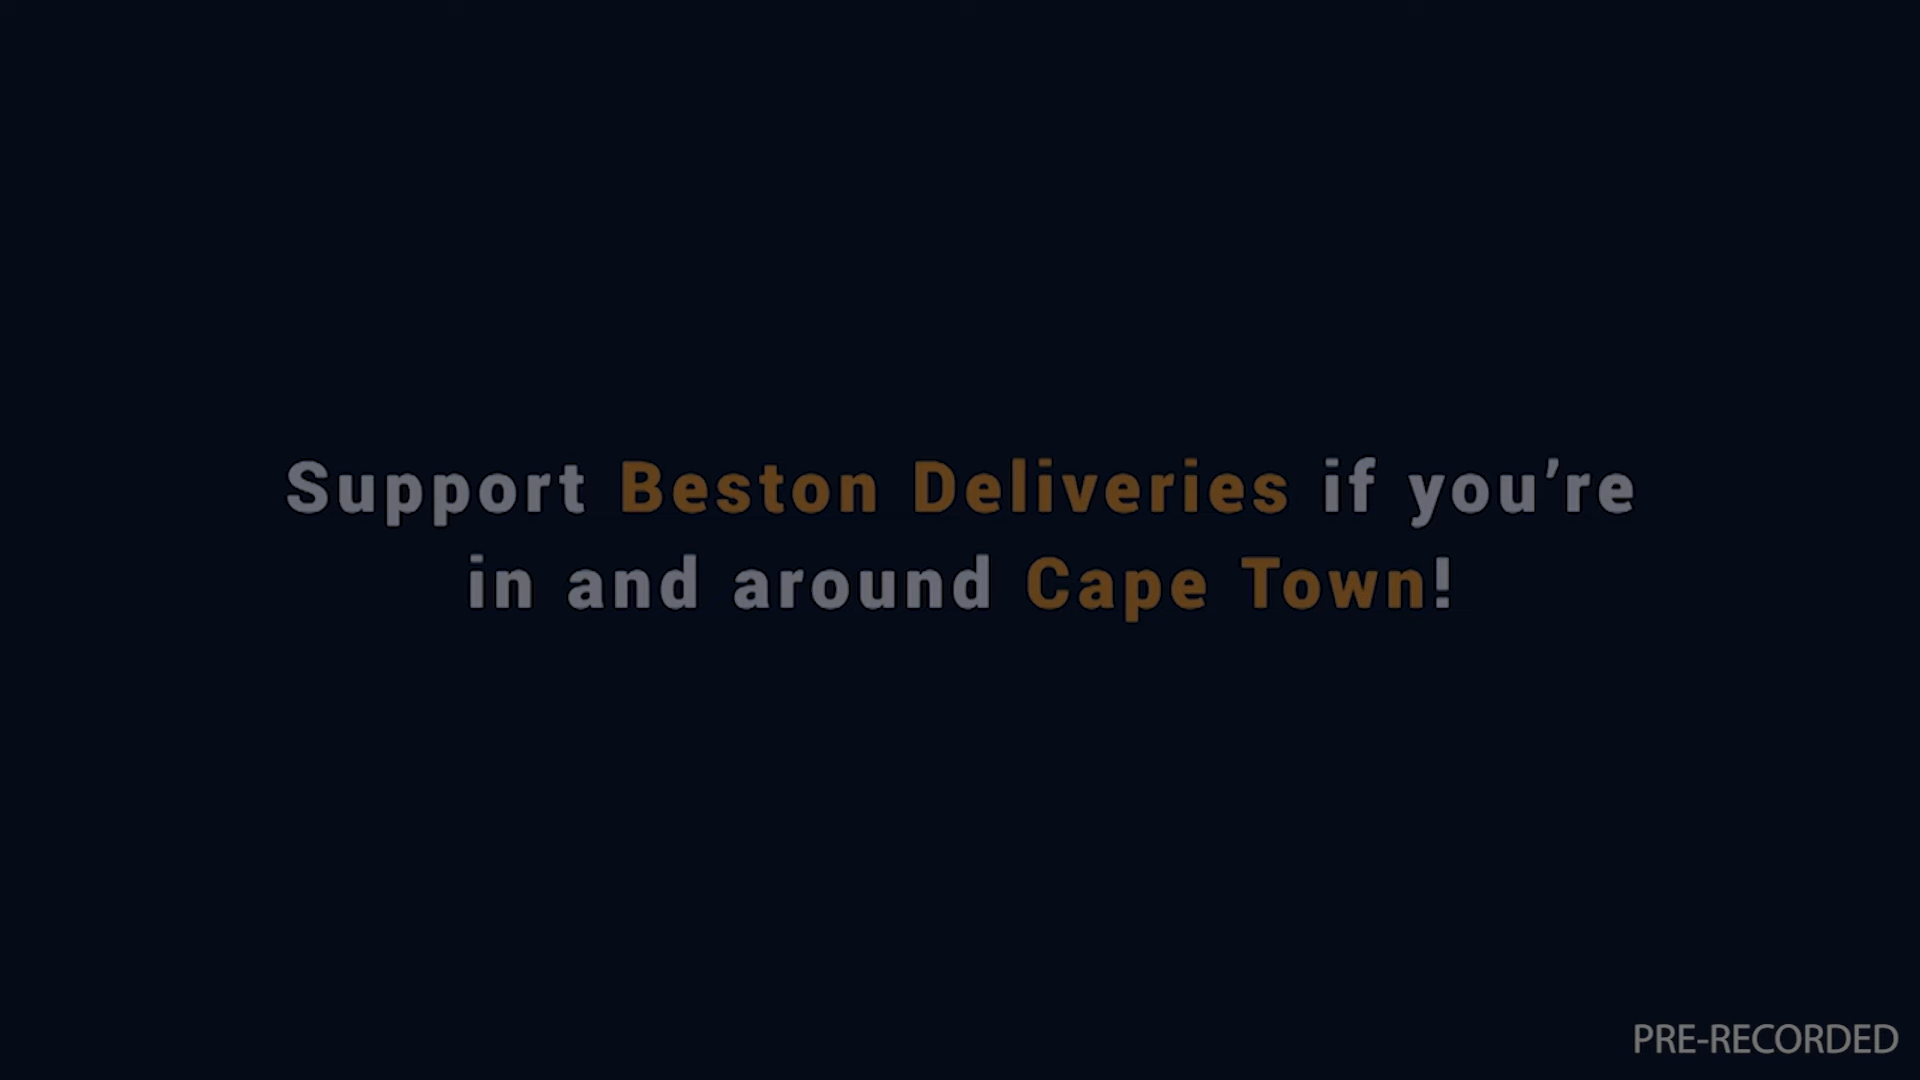 Support Beston Deliveries if you’re
in and around Cape Town!
PRE-RECORDED